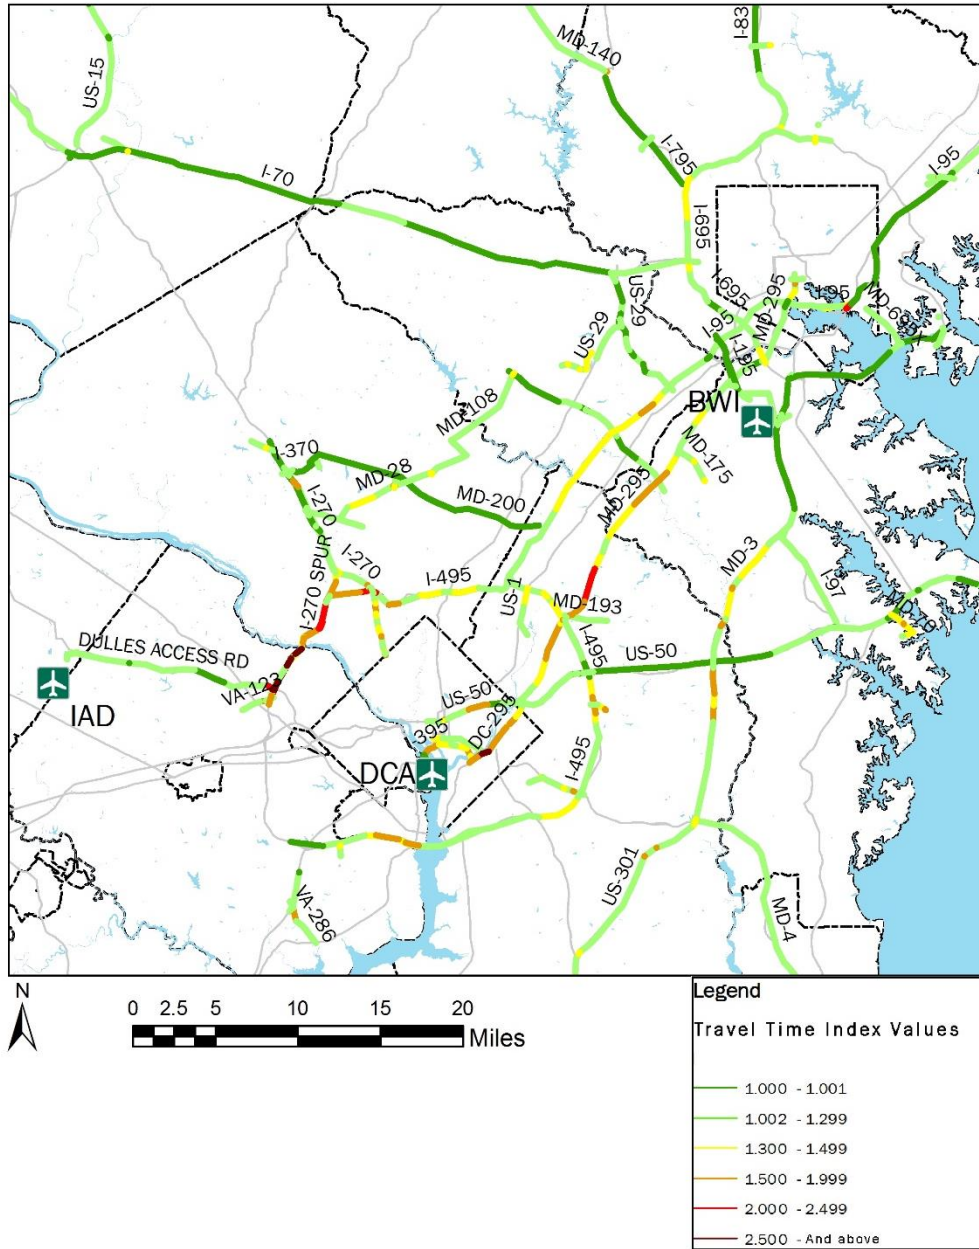 I-83
MD-140
US-15
I-795
I-95
I-70
I-695
US-29
US-29
I-695
MD-295
I-95
MD-695X
I-95
I-195
BWI
MD-108
I-370
MD-28
MD-175
MD-200
I-270
MD-295
I-270 SPUR
I-270
I-495
US-1
MD-193
MD-3
I-97
MD-70
I-495
US-50
DULLES ACCESS RD
VA-123
IAD
US-50
395
DC-295
DCA
I-495
US-301
MD-4
VA-286
N
0 2.5 5 10 15 20
Miles
Legend
Travel Time Index Values
1.000 - 1.001
1.002 - 1.299
1.300 - 1.499
1.500 - 1.999
2.000 - 2.499
2.500 - And above